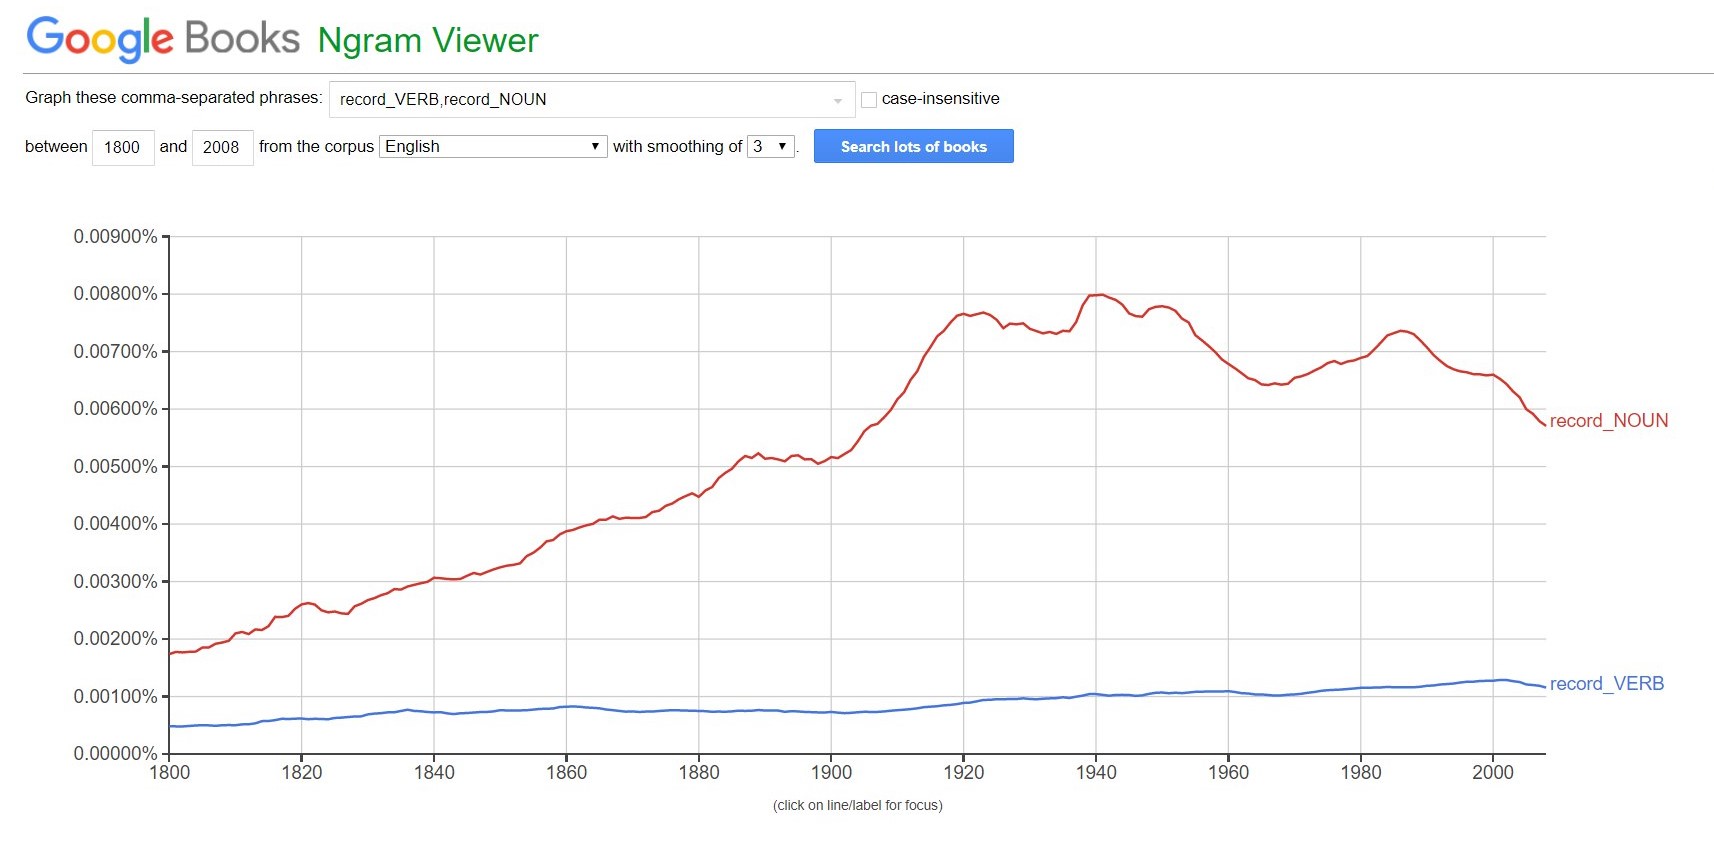 Google Books Ngram Viewer
Graph these comma-separated phrases: record_VERB,record_NOUN case-insensitive
between 1800 and 2008 from the corpus English with smoothing of 3 . Search lots of books
0.00900%
0.00800%
0.00700%
0.00600%
record_NOUN
0.00500%
0.00400%
0.00300%
0.00200%
0.00100%
record_VERB
0.00000%
1800 1820 1840 1860 1880 1900 1920 1940 1960 1980 2000
(click on line/label for focus)